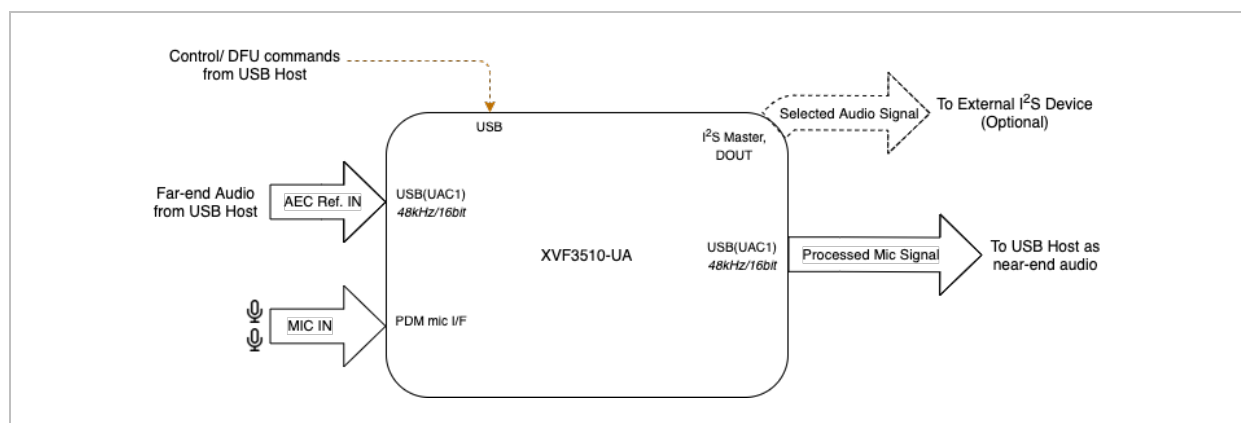 Control/ DFU commands
from USB Host
USB
Selected Audio Signal
To External I²S Device
(Optional)
I²S Master,
DOUT
Far-end Audio
from USB Host
AEC Ref. IN
USB(UAC1)
48kHz/16bit
XVF3510-UA
USB(UAC1)
48kHz/16bit
Processed Mic Signal
To USB Host as
near-end audio
MIC IN
PDM mic I/F